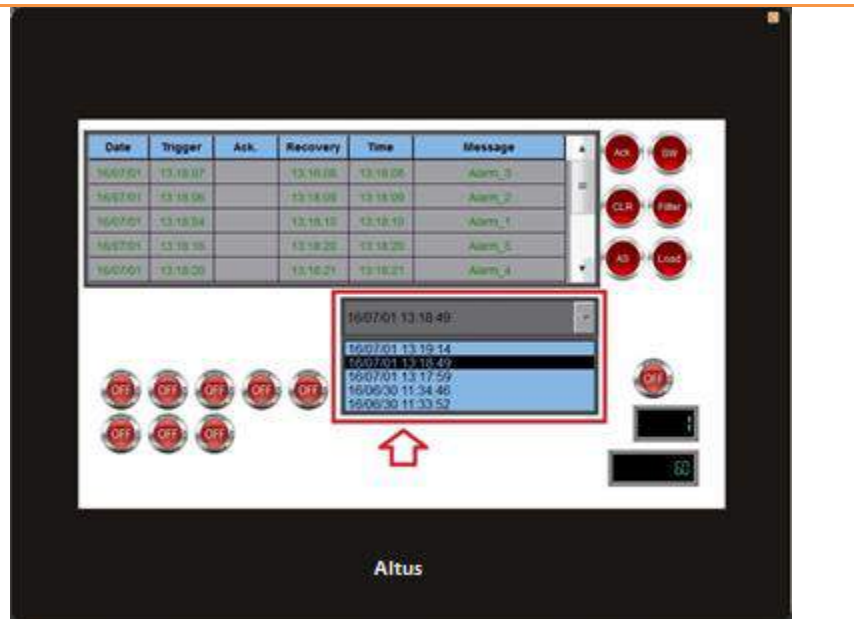 Date Trigger Ack. Recovery Time Message
16/07/01 13:18:07 13:18:08 13:18:08 Alarm_3
16/07/01 13:18:06 13:18:09 13:18:09 Alarm_2
16/07/01 13:18:04 13:18:10 13:18:10 Alarm_1
16/07/01 13:18:20 13:18:20 Alarm_5
16/07/01 13:18:20 13:18:21 13:18:21 Alarm_4
Ack SW
CLR Filter
AS Load
16/07/01 13:18:49
16/07/01 13:19:14
16/07/01 13:18:49
16/07/01 13:17:59
16/06/30 11:34:46
16/06/30 11:33:52
OFF OFF OFF OFF OFF
OFF OFF OFF
OFF
1
60
Altus